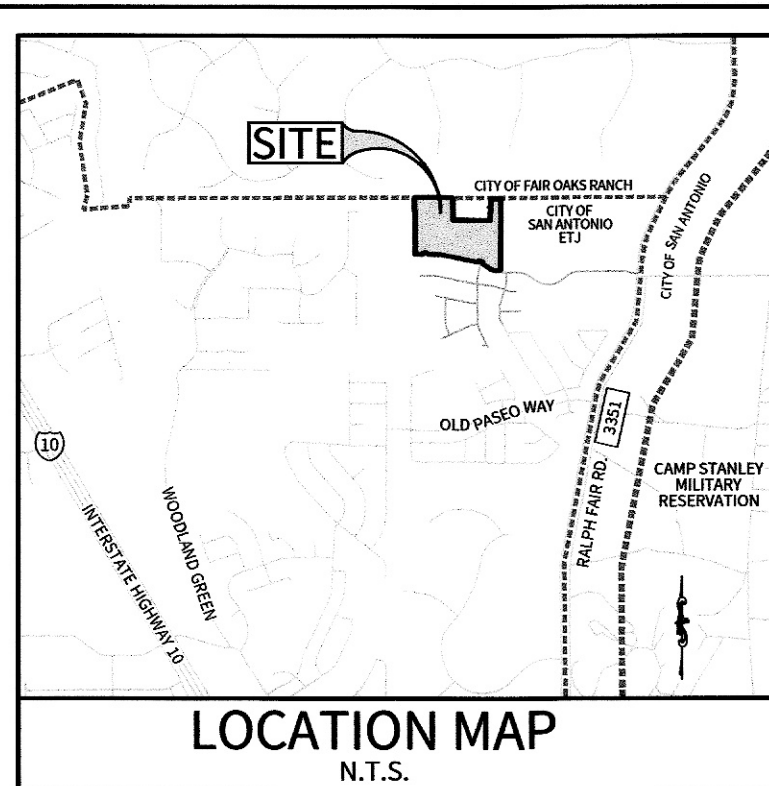 SITE
CITY OF FAIR OAKS RANCH
CITY OF
SAN ANTONIO
ETJ
CITY OF SAN ANTONIO
OLD PASEO WAY
3351
10
CAMP STANLEY
MILITARY
RESERVATION
RALPH FAIR RD.
WOODLAND GREEN
INTERSTATE HIGHWAY 10
LOCATION MAP
N.T.S.